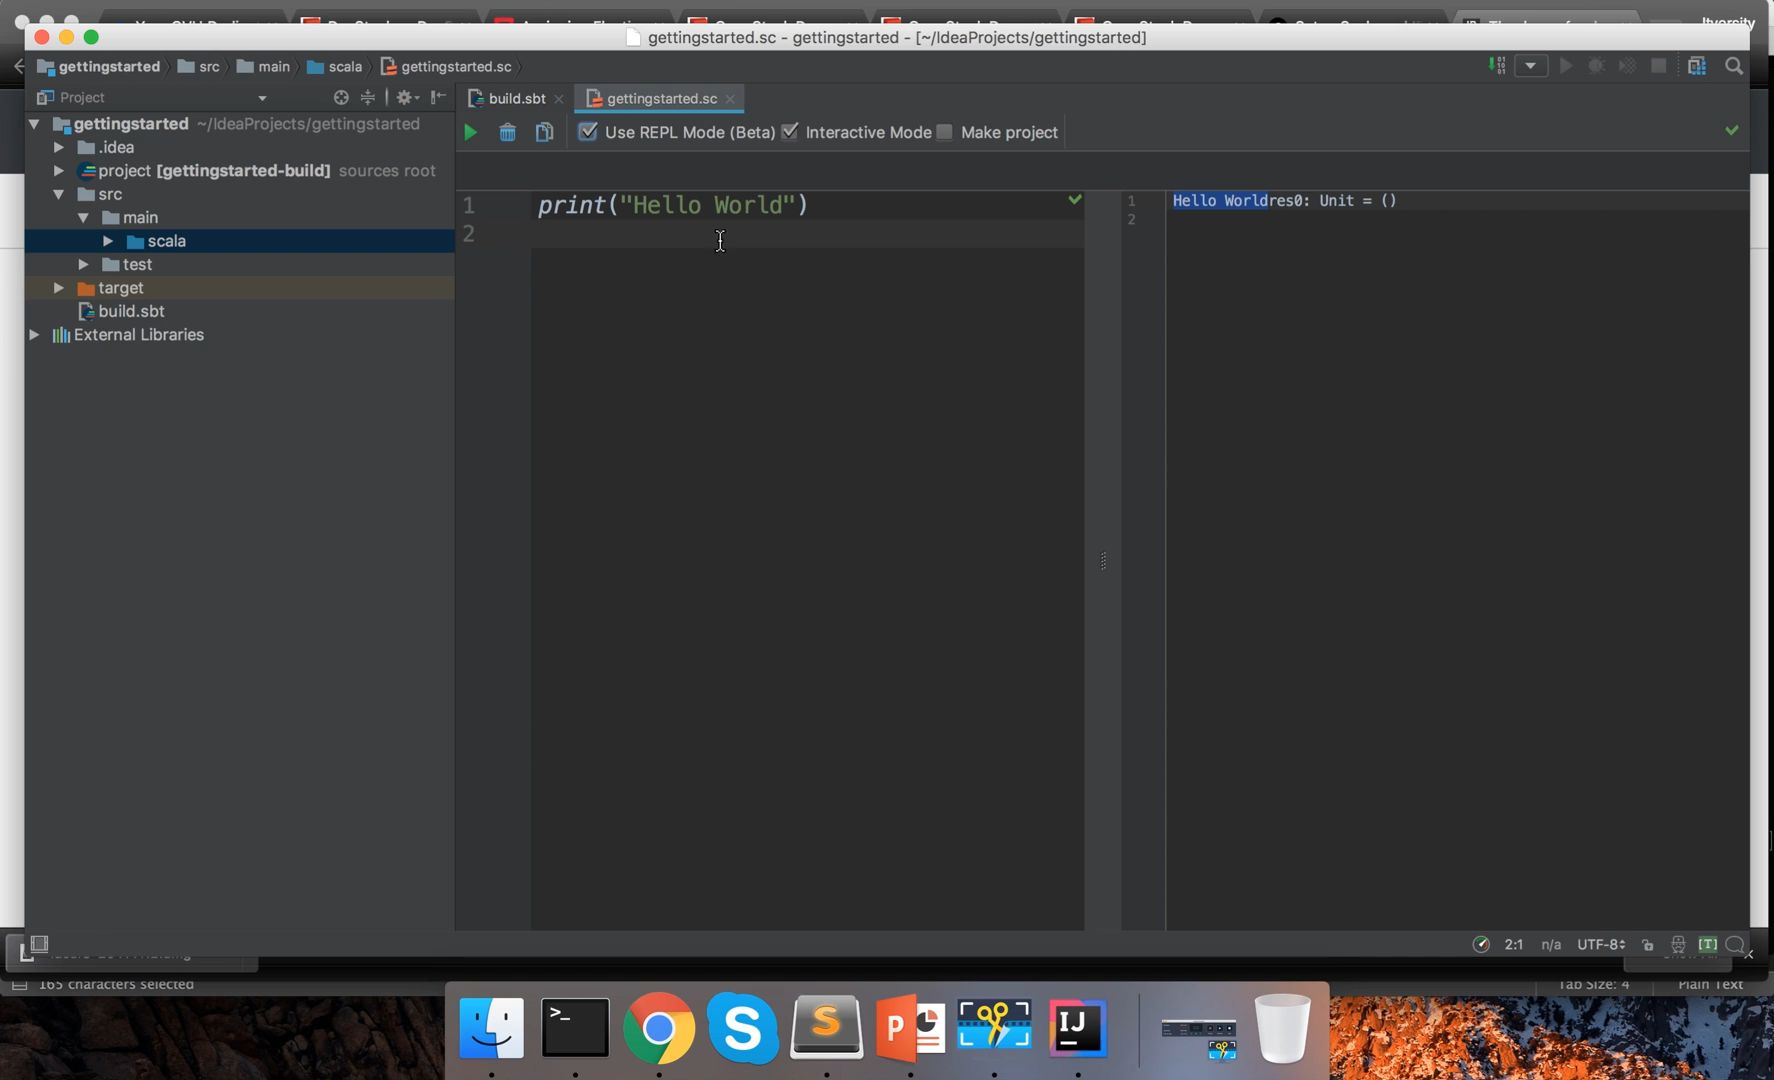 Itversity
gettingstarted.sc - gettingstarted - [~/IdeaProjects/gettingstarted]
gettingstarted src main scala gettingstarted.sc
Project
build.sbt gettingstarted.sc
gettingstarted ~/IdeaProjects/gettingstarted
Use REPL Mode (Beta) Interactive Mode Make project
.idea
project [gettingstarted-build] sources root
src
main
scala
test
target
build.sbt
External Libraries
1 print("Hello World")
2
1 Hello Worldres0: Unit = ()
2
2:1 n/a UTF-8 [T]
165 characters selected
Tab Size: 4 Plain Text
>_
S
S
P
IJ